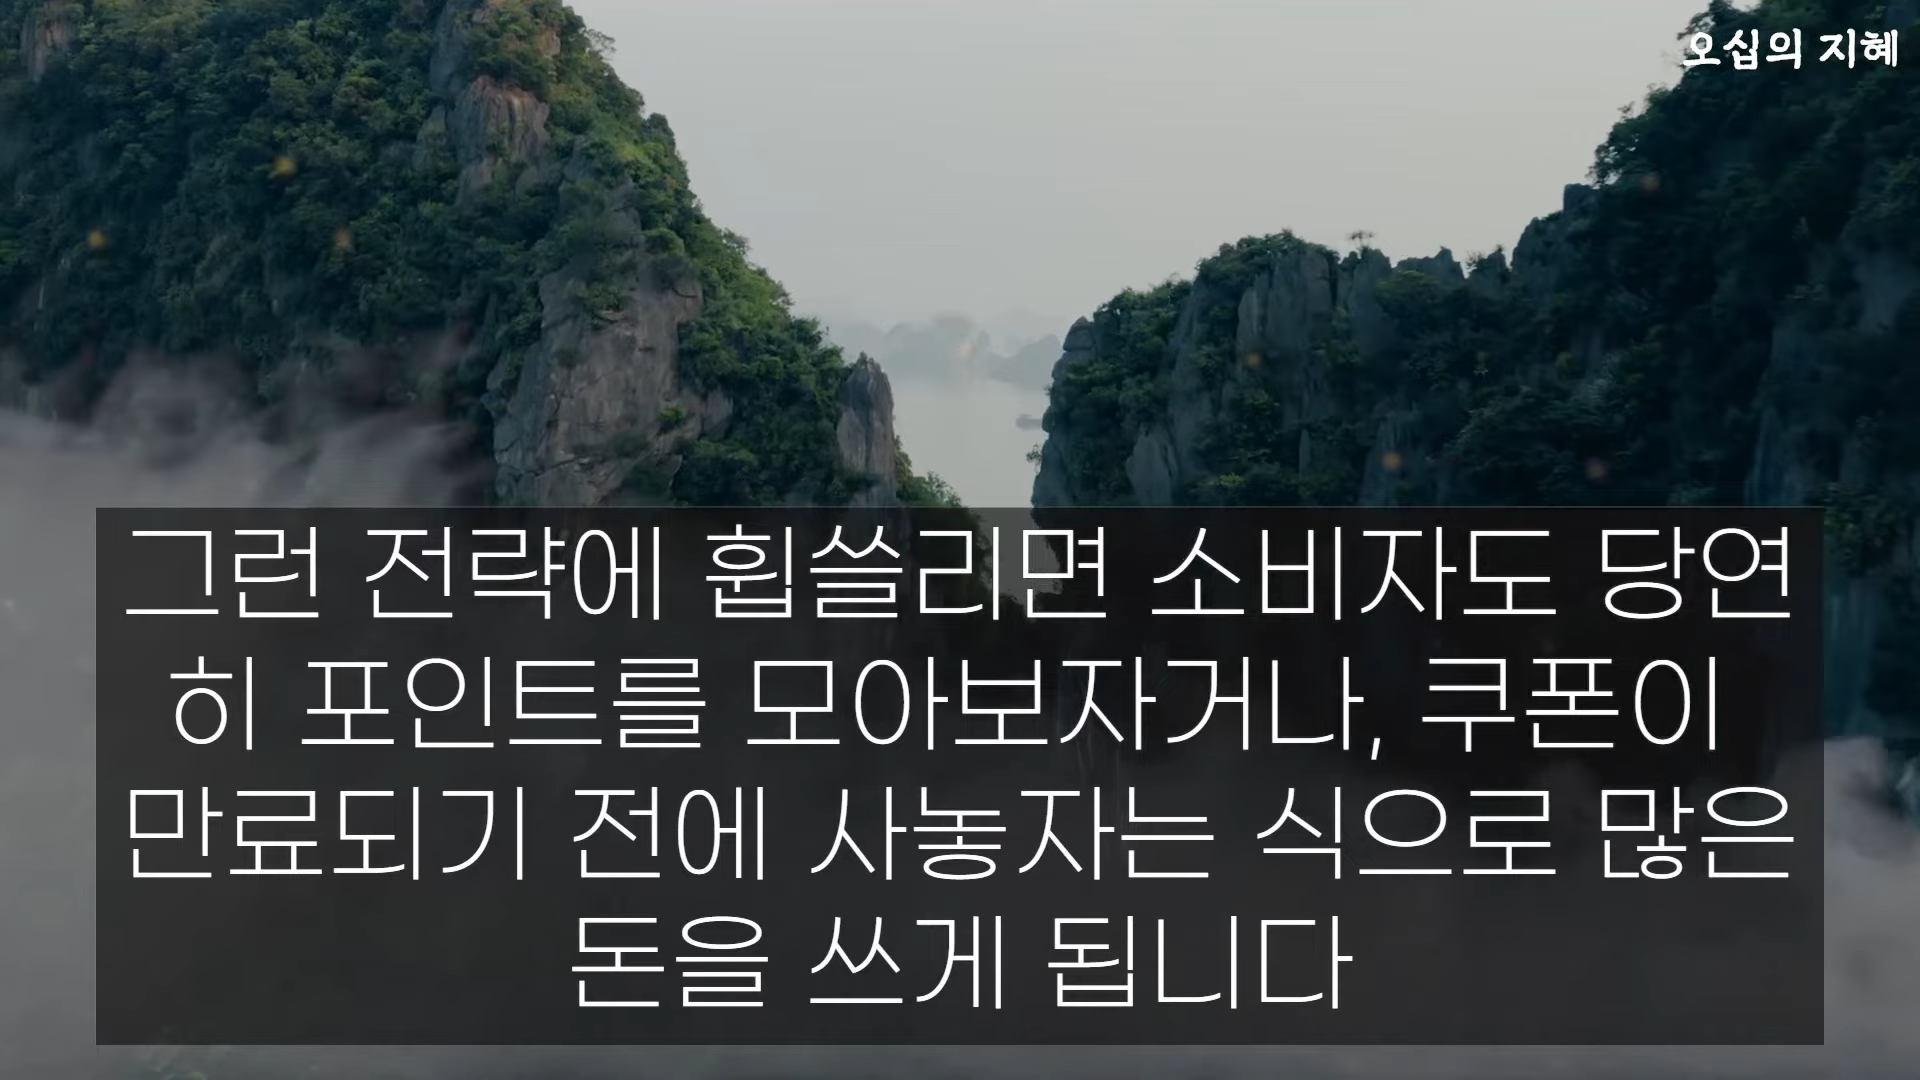 오십의 지혜
그런 전략에 휩쓸리면 소비자도 당연
히 포인트를 모아보자거나, 쿠폰이
만료되기 전에 사놓자는 식으로 많은
돈을 쓰게 됩니다